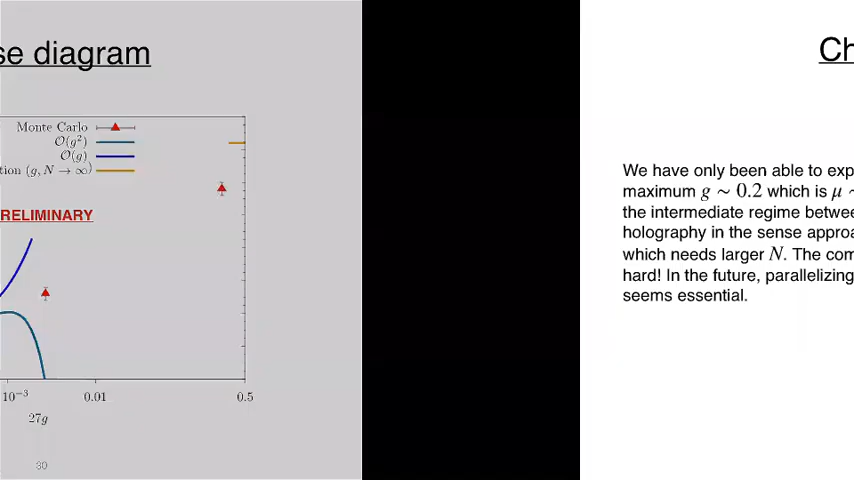 se diagram
Monte Carlo
O(g²)
O(g)
tion (g, N → ∞)
RELIMINARY
10⁻³
0.01
0.5
27g
30
Ch
We have only been able to exp
maximum g ∼ 0.2 which is μ ∼
the intermediate regime betwee
holography in the sense approa
which needs larger N. The com
hard! In the future, parallelizing
seems essential.